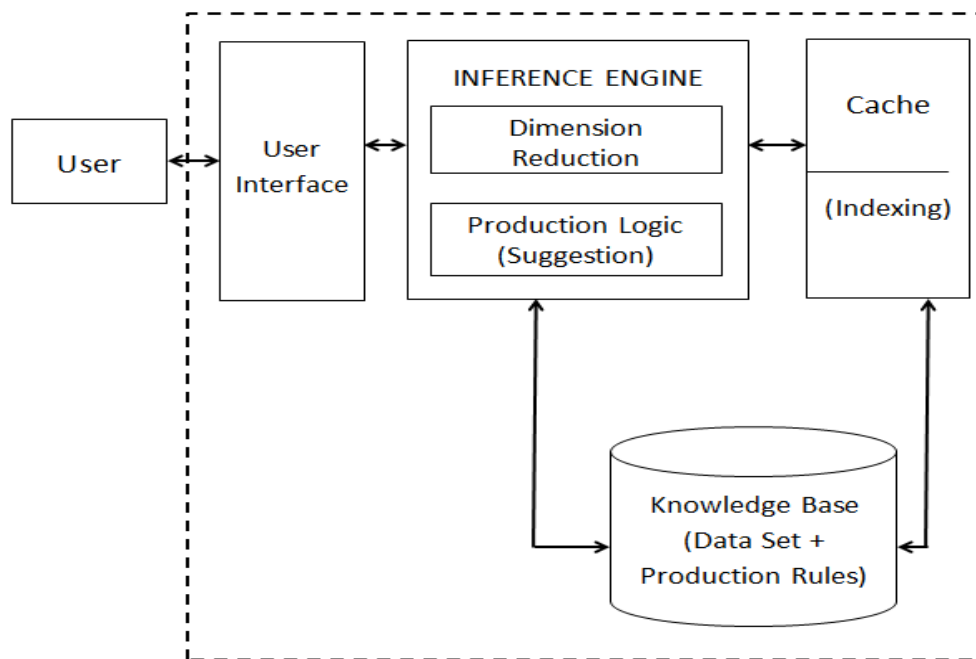 User
User
Interface
INFERENCE ENGINE
Dimension
Reduction
Production Logic
(Suggestion)
Cache
(Indexing)
Knowledge Base
(Data Set +
Production Rules)